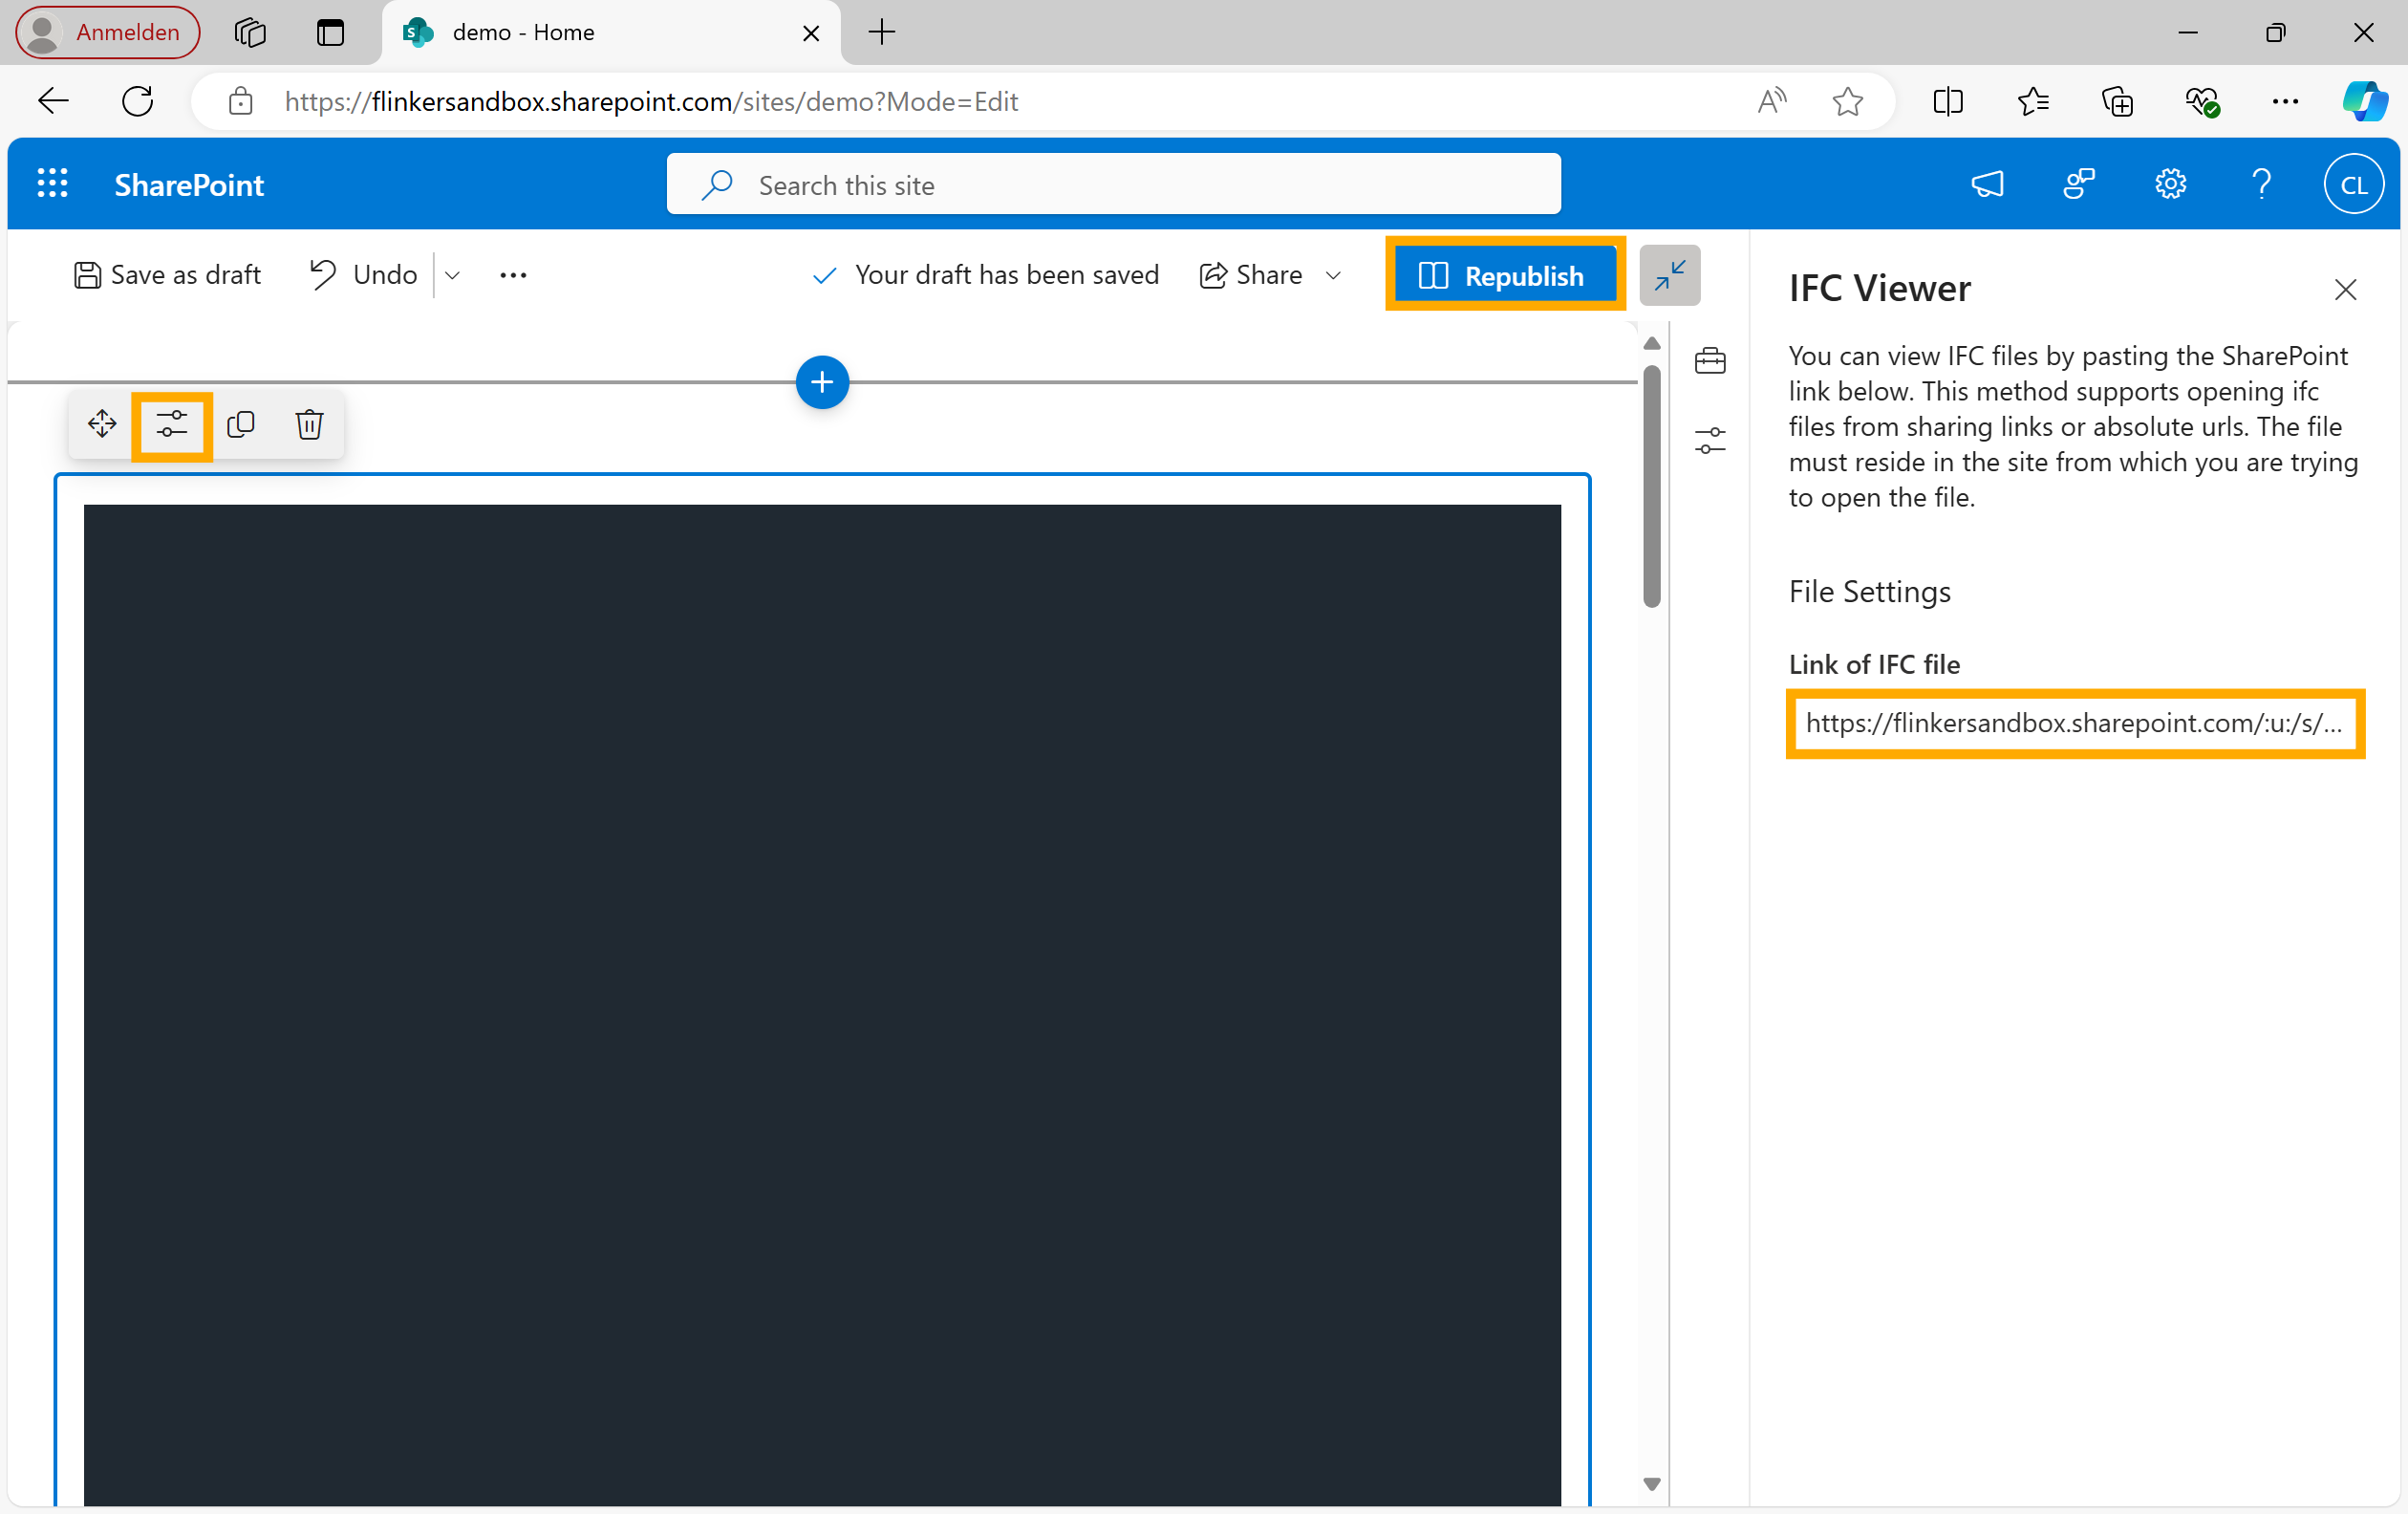 Anmelden
demo - Home
https://flinkersandbox.sharepoint.com/sites/demo?Mode=Edit
SharePoint
Search this site
CL
Save as draft
Undo
Your draft has been saved
Share
Republish
IFC Viewer
You can view IFC files by pasting the SharePoint
link below. This method supports opening ifc
files from sharing links or absolute urls. The file
must reside in the site from which you are trying
to open the file.
File Settings
Link of IFC file
https://flinkersandbox.sharepoint.com/:u:/s/...